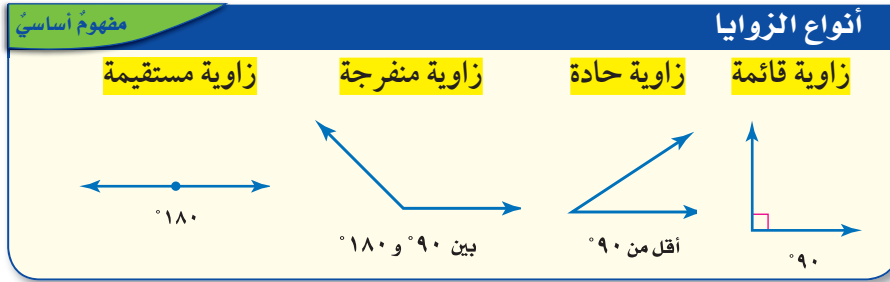 أنواع الزوايا
مفهومٌ أساسيٌ
زاوية قائمة
زاوية حادة
زاوية منفرجة
زاوية مستقيمة
٩٠°
أقل من ٩٠°
بين ٩٠° و ١٨٠°
١٨٠°